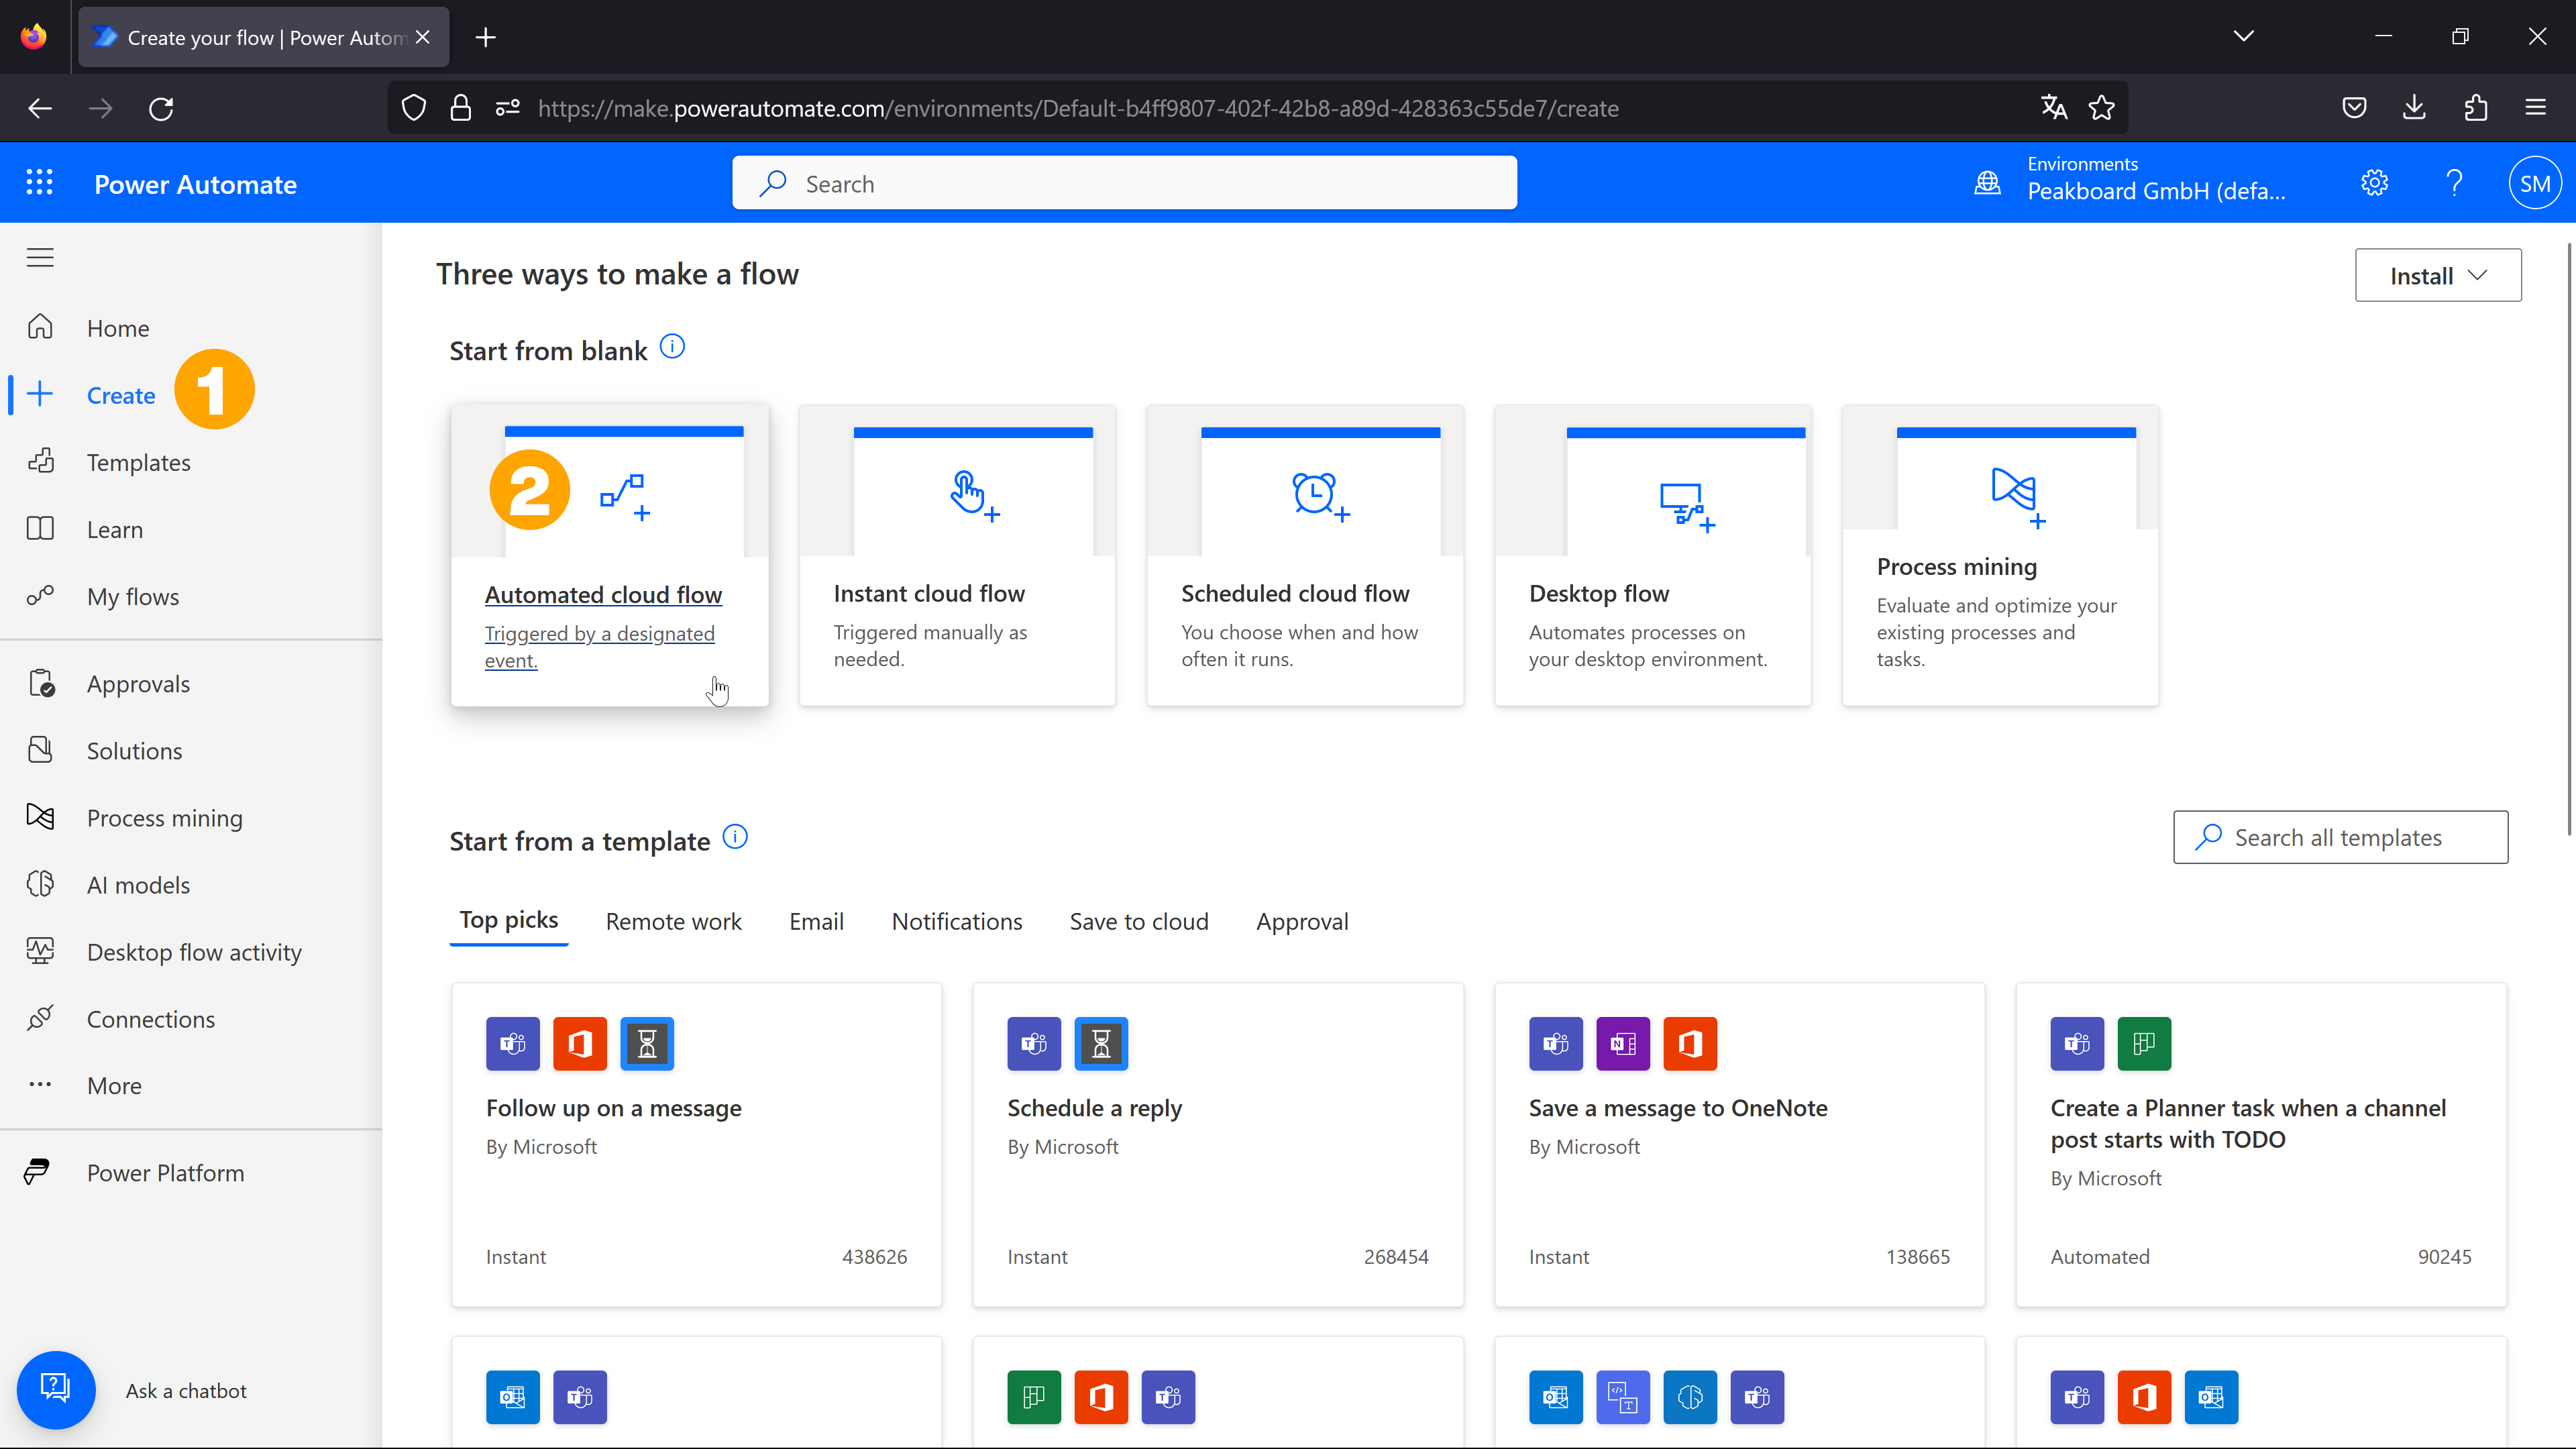 Create your flow | Power Autom
https://make.powerautomate.com/environments/Default-b4ff9807-402f-42b8-a89d-428363c55de7/create
Power Automate
Search
Environments
Peakboard GmbH (defa...
?
SM
Home
Create
1
Templates
Learn
My flows
Approvals
Solutions
Process mining
AI models
Desktop flow activity
Connections
More
Power Platform
Ask a chatbot
Three ways to make a flow
Install
Start from blank
2
Automated cloud flow
Triggered by a designated
event.
Instant cloud flow
Triggered manually as
needed.
Scheduled cloud flow
You choose when and how
often it runs.
Desktop flow
Automates processes on
your desktop environment.
Process mining
Evaluate and optimize your
existing processes and
tasks.
Start from a template
Search all templates
Top picks
Remote work
Email
Notifications
Save to cloud
Approval
Follow up on a message
By Microsoft
Instant
438626
Schedule a reply
By Microsoft
Instant
268454
Save a message to OneNote
By Microsoft
Instant
138665
Create a Planner task when a channel
post starts with TODO
By Microsoft
Automated
90245